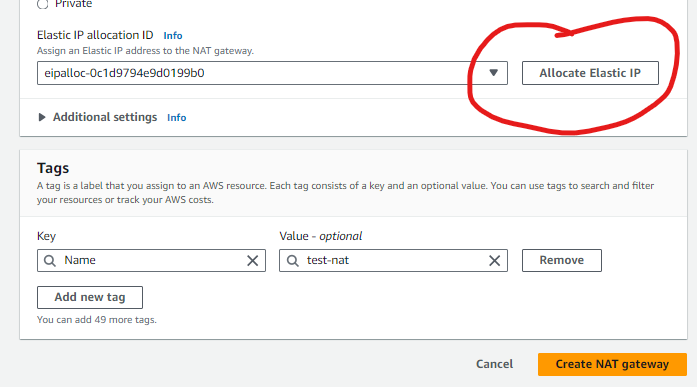 Private
Elastic IP allocation ID Info
Assign an Elastic IP address to the NAT gateway.
eipalloc-0c1d9794e9d0199b0
Allocate Elastic IP
Additional settings Info
Tags
A tag is a label that you assign to an AWS resource. Each tag consists of a key and an optional value. You can use tags to search and filter
your resources or track your AWS costs.
Key
Value - optional
Name
test-nat
Remove
Add new tag
You can add 49 more tags.
Cancel
Create NAT gateway